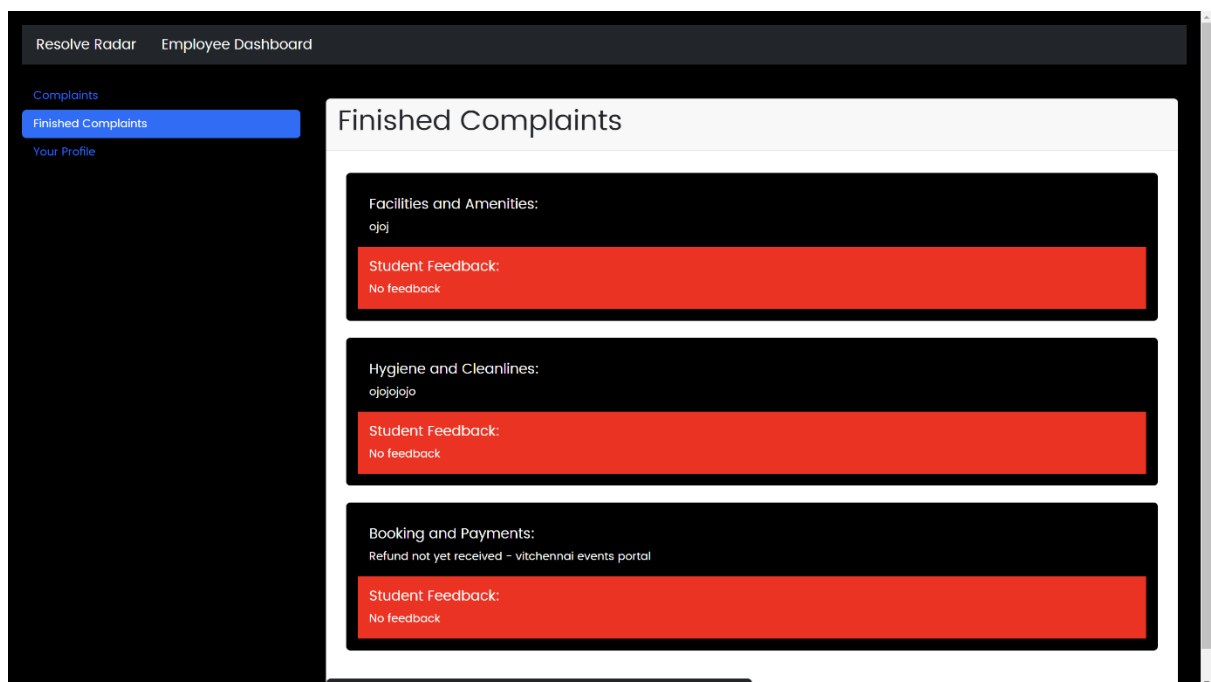 Resolve Radar Employee Dashboard
Complaints
Finished Complaints
Your Profile
Finished Complaints
Facilities and Amenities:
ojoj
Student Feedback:
No feedback
Hygiene and Cleanlines:
ojojojojo
Student Feedback:
No feedback
Booking and Payments:
Refund not yet received - vitchennai events portal
Student Feedback:
No feedback